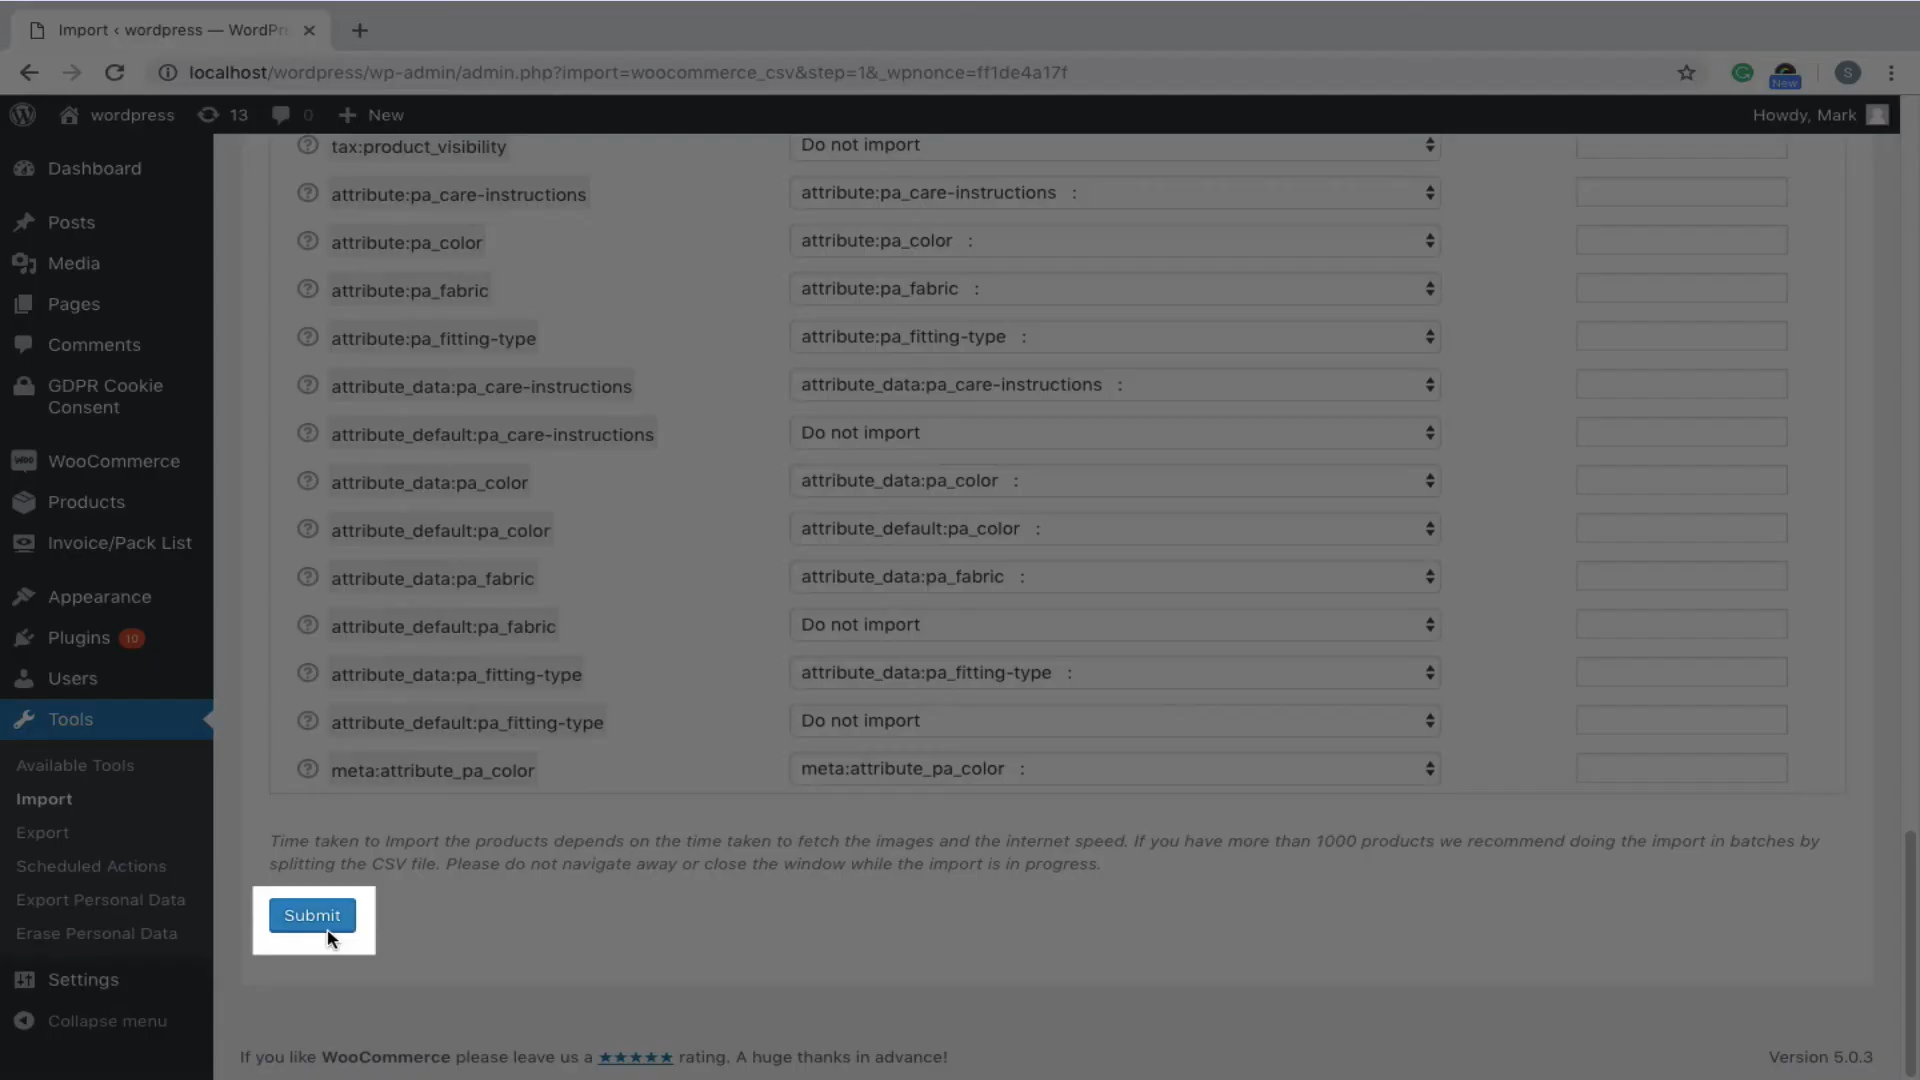 Import ‹ wordpress — WordPr
localhost/wordpress/wp-admin/admin.php?import=woocommerce_csv&step=1&_wpnonce=ff1de4a17f
New
S
wordpress 13 0 New Howdy, Mark
Dashboard
Posts
Media
Pages
Comments
GDPR Cookie
Consent
WooCommerce
Products
Invoice/Pack List
Appearance
Plugins 10
Users
Tools
Available Tools
Import
Export
Scheduled Actions
Export Personal Data
Erase Personal Data
Settings
Collapse menu
tax:product_visibility Do not import
attribute:pa_care-instructions attribute:pa_care-instructions :
attribute:pa_color attribute:pa_color :
attribute:pa_fabric attribute:pa_fabric :
attribute:pa_fitting-type attribute:pa_fitting-type :
attribute_data:pa_care-instructions attribute_data:pa_care-instructions :
attribute_default:pa_care-instructions Do not import
attribute_data:pa_color attribute_data:pa_color :
attribute_default:pa_color attribute_default:pa_color :
attribute_data:pa_fabric attribute_data:pa_fabric :
attribute_default:pa_fabric Do not import
attribute_data:pa_fitting-type attribute_data:pa_fitting-type :
attribute_default:pa_fitting-type Do not import
meta:attribute_pa_color meta:attribute_pa_color :
Time taken to Import the products depends on the time taken to fetch the images and the internet speed. If you have more than 1000 products we recommend doing the import in batches by
splitting the CSV file. Please do not navigate away or close the window while the import is in progress.
Submit
If you like WooCommerce please leave us a ★★★★★ rating. A huge thanks in advance! Version 5.0.3